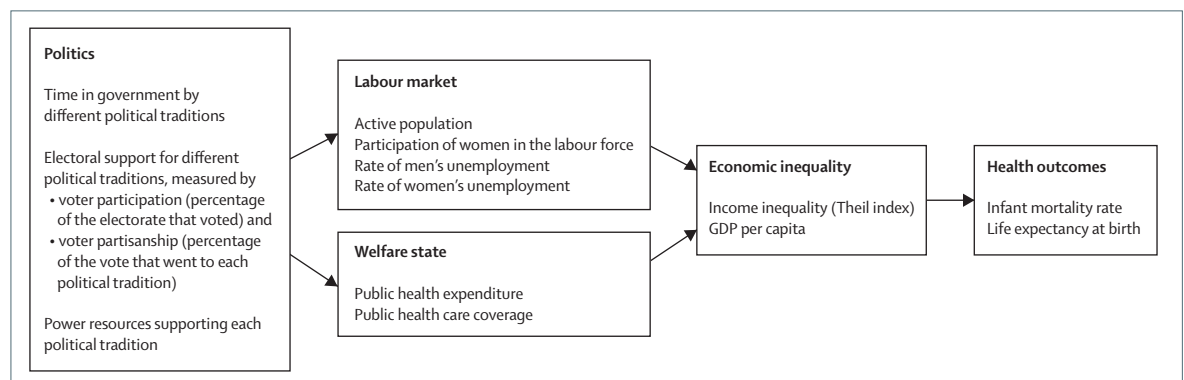 Politics
Time in government by
different political traditions
Electoral support for different
political traditions, measured by
• voter participation (percentage
of the electorate that voted) and
• voter partisanship (percentage
of the vote that went to each
political tradition)
Power resources supporting each
political tradition
Labour market
Active population
Participation of women in the labour force
Rate of men’s unemployment
Rate of women’s unemployment
Welfare state
Public health expenditure
Public health care coverage
Economic inequality
Income inequality (Theil index)
GDP per capita
Health outcomes
Infant mortality rate
Life expectancy at birth